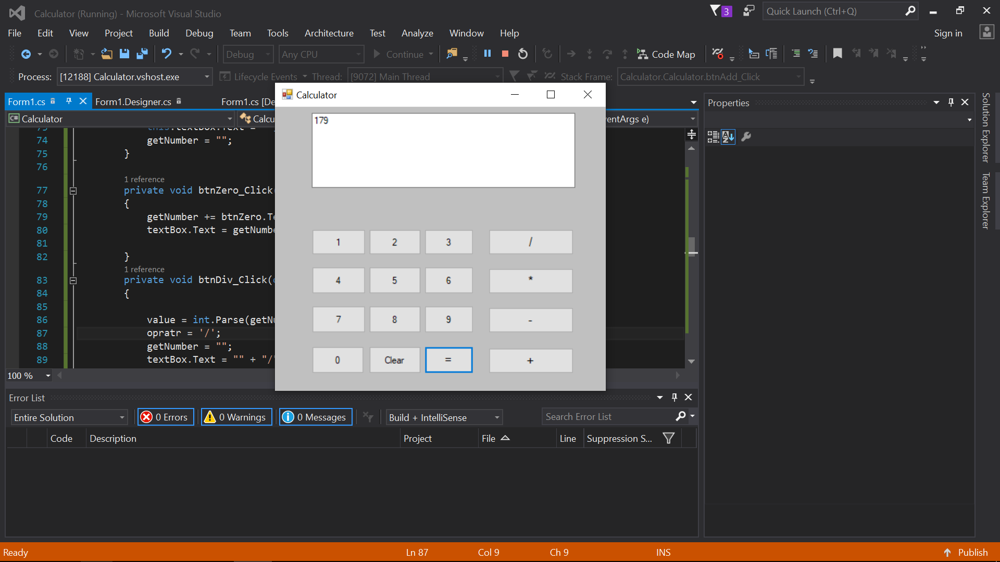 Calculator (Running) - Microsoft Visual Studio
3
Quick Launch (Ctrl+Q)
File Edit View Project Build Debug Team Tools Architecture Test Analyze Window Help
Sign in
Debug Any CPU Continue Code Map
Process: [12188] Calculator.vshost.exe Lifecycle Events Thread: [9072] Main Thread Stack Frame: Calculator.Calculator.btnAdd_Click
Form1.cs Form1.Designer.cs Form1.cs [De
C# Calculator Calcu entArgs e)
74 getNumber = "";
75 }
76
1 reference
77 private void btnZero_Click
78 {
79 getNumber += btnZero.Te
80 textBox.Text = getNumbe
81
82 }
1 reference
83 private void btnDiv_Click(
84 {
85
86 value = int.Parse(getNu
87 opratr = '/';
88 getNumber = "";
89 textBox.Text = "" + "/"
100 %
Calculator
179
1 2 3 /
4 5 6 *
7 8 9 -
0 Clear = +
Properties
Solution Explorer
Team Explorer
Error List
Entire Solution 0 Errors 0 Warnings 0 Messages Build + IntelliSense Search Error List
Code Description Project File Line Suppression S...
Ready Ln 87 Col 9 Ch 9 INS Publish